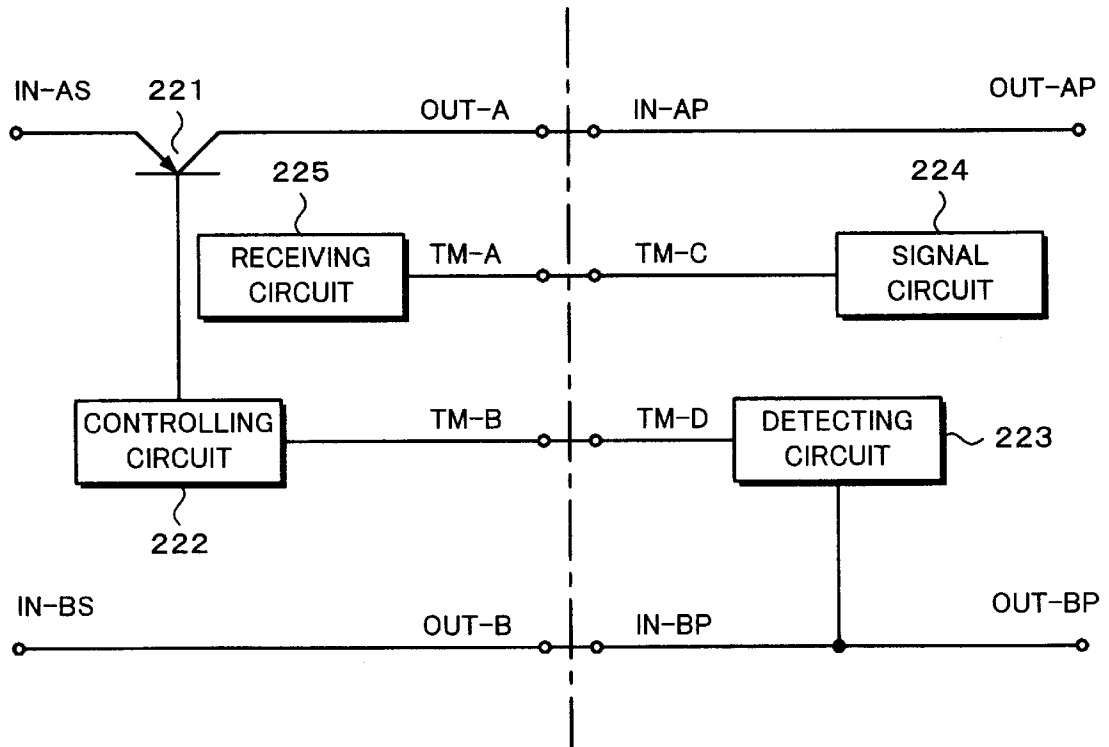 IN-AS
221
OUT-A
IN-AP
OUT-AP
225
224
RECEIVING
CIRCUIT
TM-A
TM-C
SIGNAL
CIRCUIT
CONTROLLING
CIRCUIT
TM-B
TM-D
DETECTING
CIRCUIT
223
222
IN-BS
OUT-B
IN-BP
OUT-BP